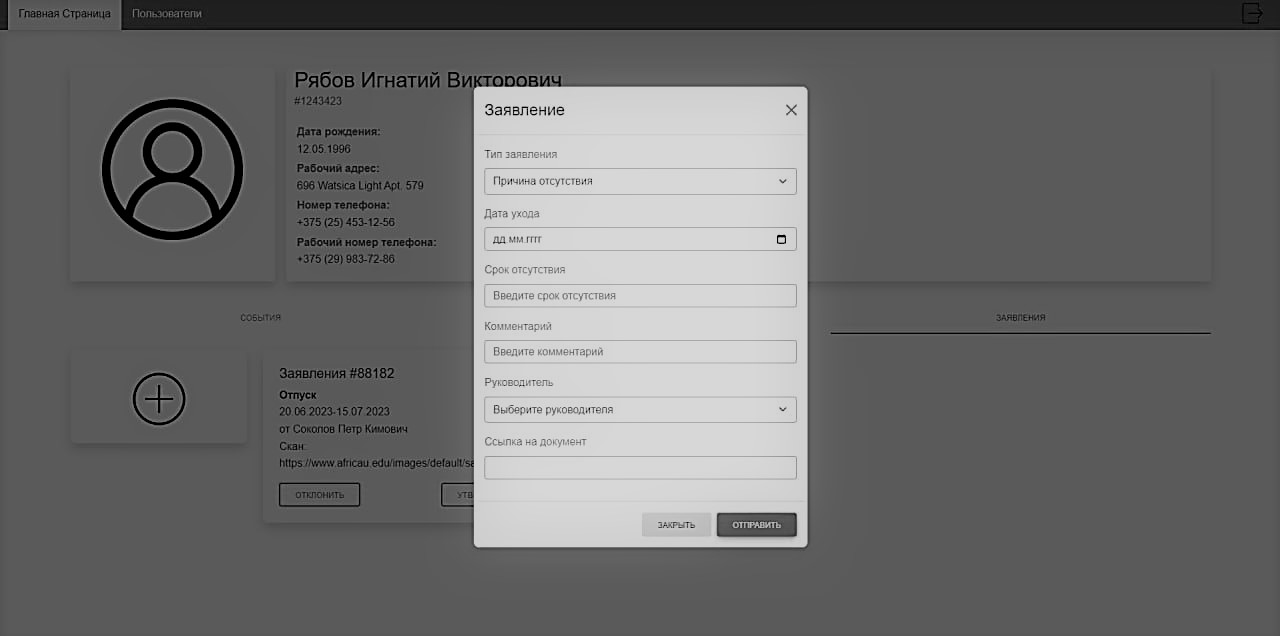 Главная Страница
Пользователи
Рябов Игнатий Викторович
#1243423
Дата рождения:
12.05.1996
Рабочий адрес:
696 Watsica Light Apt. 579
Номер телефона:
+375 (25) 453-12-56
Рабочий номер телефона:
+375 (29) 983-72-86
СОБЫТИЯ
ЗАЯВЛЕНИЯ
Заявления #88182
Отпуск
20.06.2023-15.07.2023
от Соколов Петр Кимович
Скан:
https://www.africau.edu/images/default/sa
ОТКЛОНИТЬ
УТВ
Заявление
Тип заявления
Причина отсутствия
Дата ухода
дд.мм.гггг
Срок отсутствия
Введите срок отсутствия
Комментарий
Введите комментарий
Руководитель
Выберите руководителя
Ссылка на документ
ЗАКРЫТЬ
ОТПРАВИТЬ